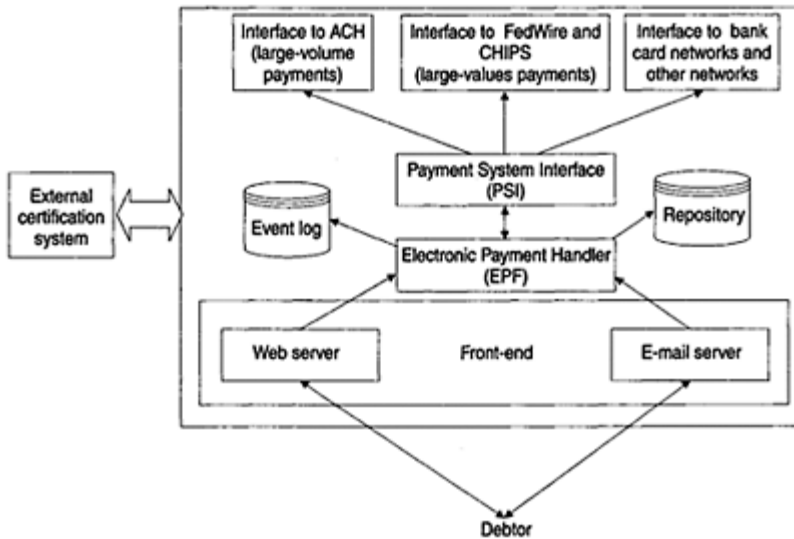 Interface to ACH
(large-volume
payments)
Interface to FedWire and
CHIPS
(large-values payments)
Interface to bank
card networks and
other networks
Payment System Interface
(PSI)
External
certification
system
Event log
Repository
Electronic Payment Handler
(EPF)
Web server
Front-end
E-mail server
Debtor